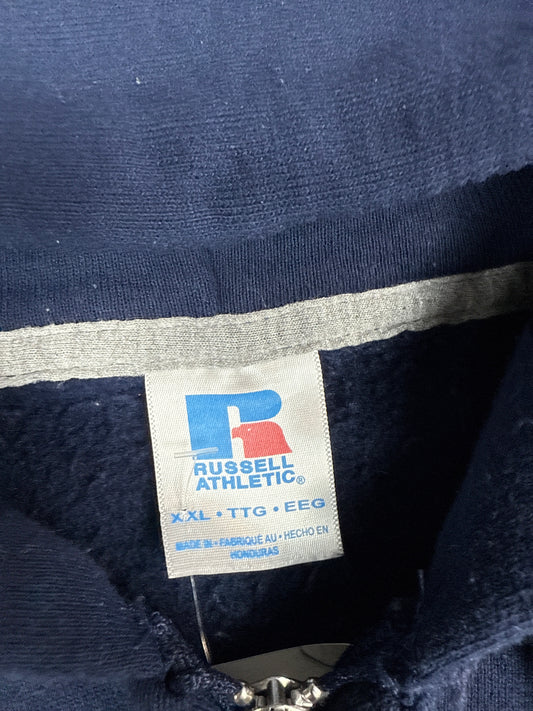 RUSSELL
ATHLETIC®
XXL • TTG • EEG
MADE IN • FABRIQUÉ AU • HECHO EN
HONDURAS